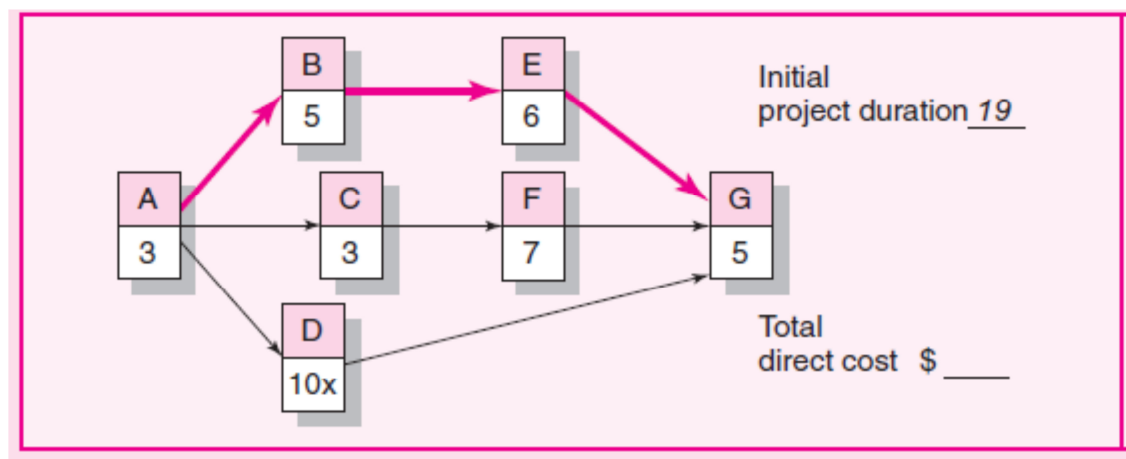 B
5
E
6
Initial
project duration 19
A
3
C
3
F
7
G
5
D
10x
Total
direct cost $